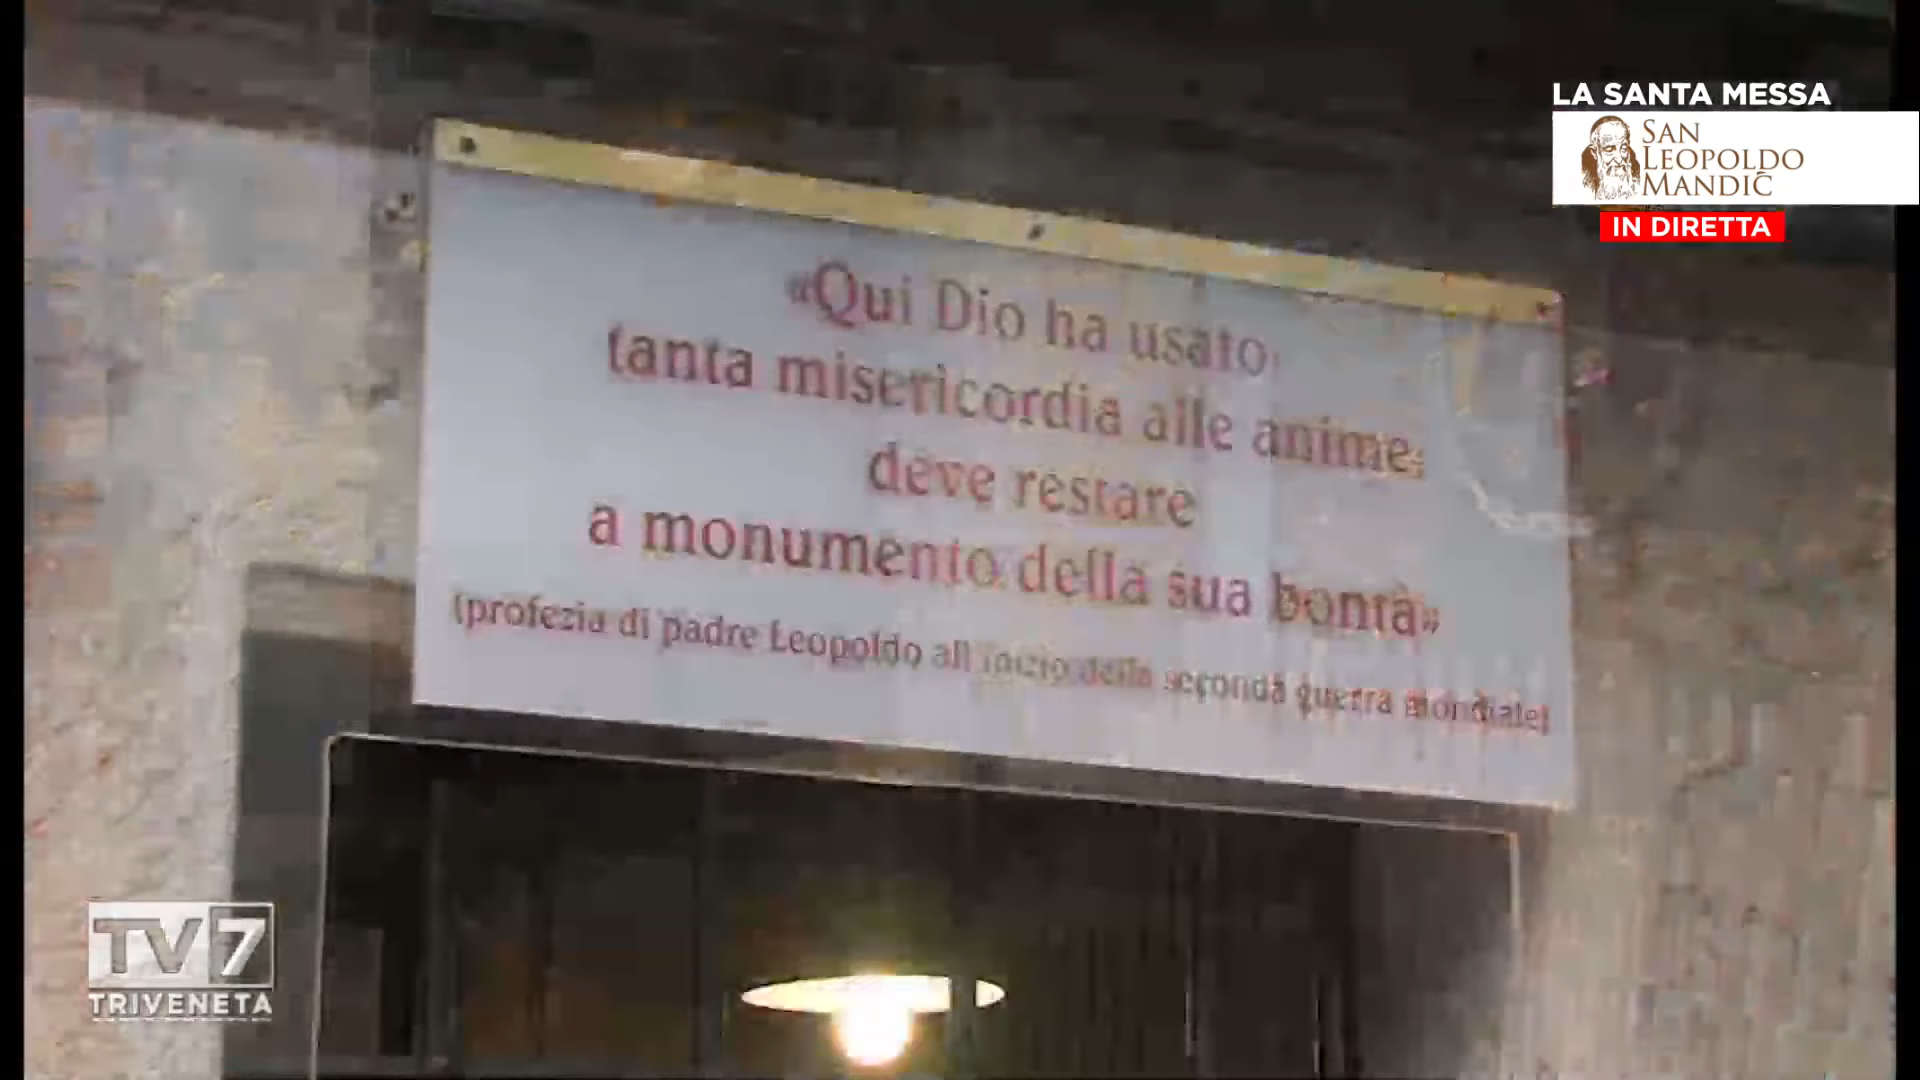 LA SANTA MESSA
SAN
LEOPOLDO
MANDIĆ
IN DIRETTA
«Qui Dio ha usato
tanta misericordia alle anime:
deve restare
a monumento della sua bontà»
(profezia di padre Leopoldo all'inizio della seconda guerra mondiale)
TV7
TRIVENETA